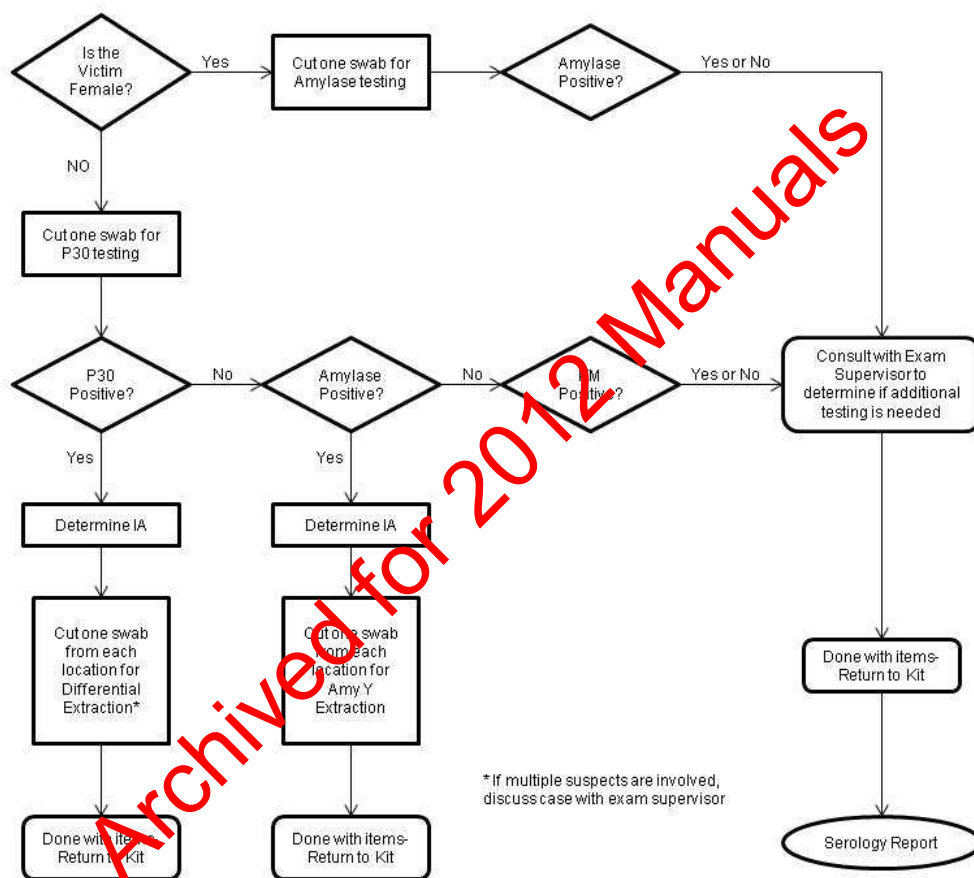 Is the
Victim
Female?
Yes
Cut one swab for
Amylase testing
Amylase
Positive?
Yes or No
NO
Cut one swab for
P30 testing
P30
Positive?
No
Amylase
Positive?
No
Positive?
Yes or No
Consult with Exam
Supervisor to
determine if additional
testing is needed
Yes
Yes
Determine IA
Determine IA
Cut one swab
from each
location for
Differential
Extraction*
Cut one swab
from each
location for
Amy Y
Extraction
Done with items-
Return to Kit
* If multiple suspects are involved,
discuss case with exam supervisor
Done with items-
Return to Kit
Done with items-
Return to Kit
Serology Report
Archived for 2012 Manuals